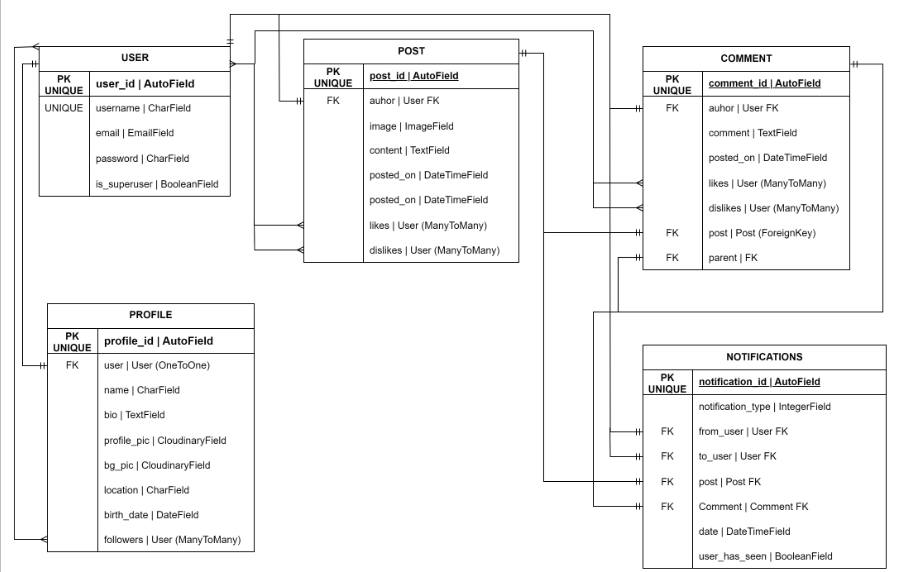 USER
PK
UNIQUE
user_id | AutoField
UNIQUE
username | CharField
email | EmailField
password | CharField
is_superuser | BooleanField
POST
PK
UNIQUE
post_id | AutoField
FK
auhor | User FK
image | ImageField
content | TextField
posted_on | DateTimeField
posted_on | DateTimeField
likes | User (ManyToMany)
dislikes | User (ManyToMany)
COMMENT
PK
UNIQUE
comment_id | AutoField
FK
auhor | User FK
comment | TextField
posted_on | DateTimeField
likes | User (ManyToMany)
dislikes | User (ManyToMany)
FK
post | Post (ForeignKey)
FK
parent | FK
PROFILE
PK
UNIQUE
profile_id | AutoField
FK
user | User (OneToOne)
name | CharField
bio | TextField
profile_pic | CloudinaryField
bg_pic | CloudinaryField
location | CharField
birth_date | DateField
followers | User (ManyToMany)
NOTIFICATIONS
PK
UNIQUE
notification_id | AutoField
notification_type | IntegerField
FK
from_user | User FK
FK
to_user | User FK
FK
post | Post FK
FK
Comment | Comment FK
date | DateTimeField
user_has_seen | BooleanField